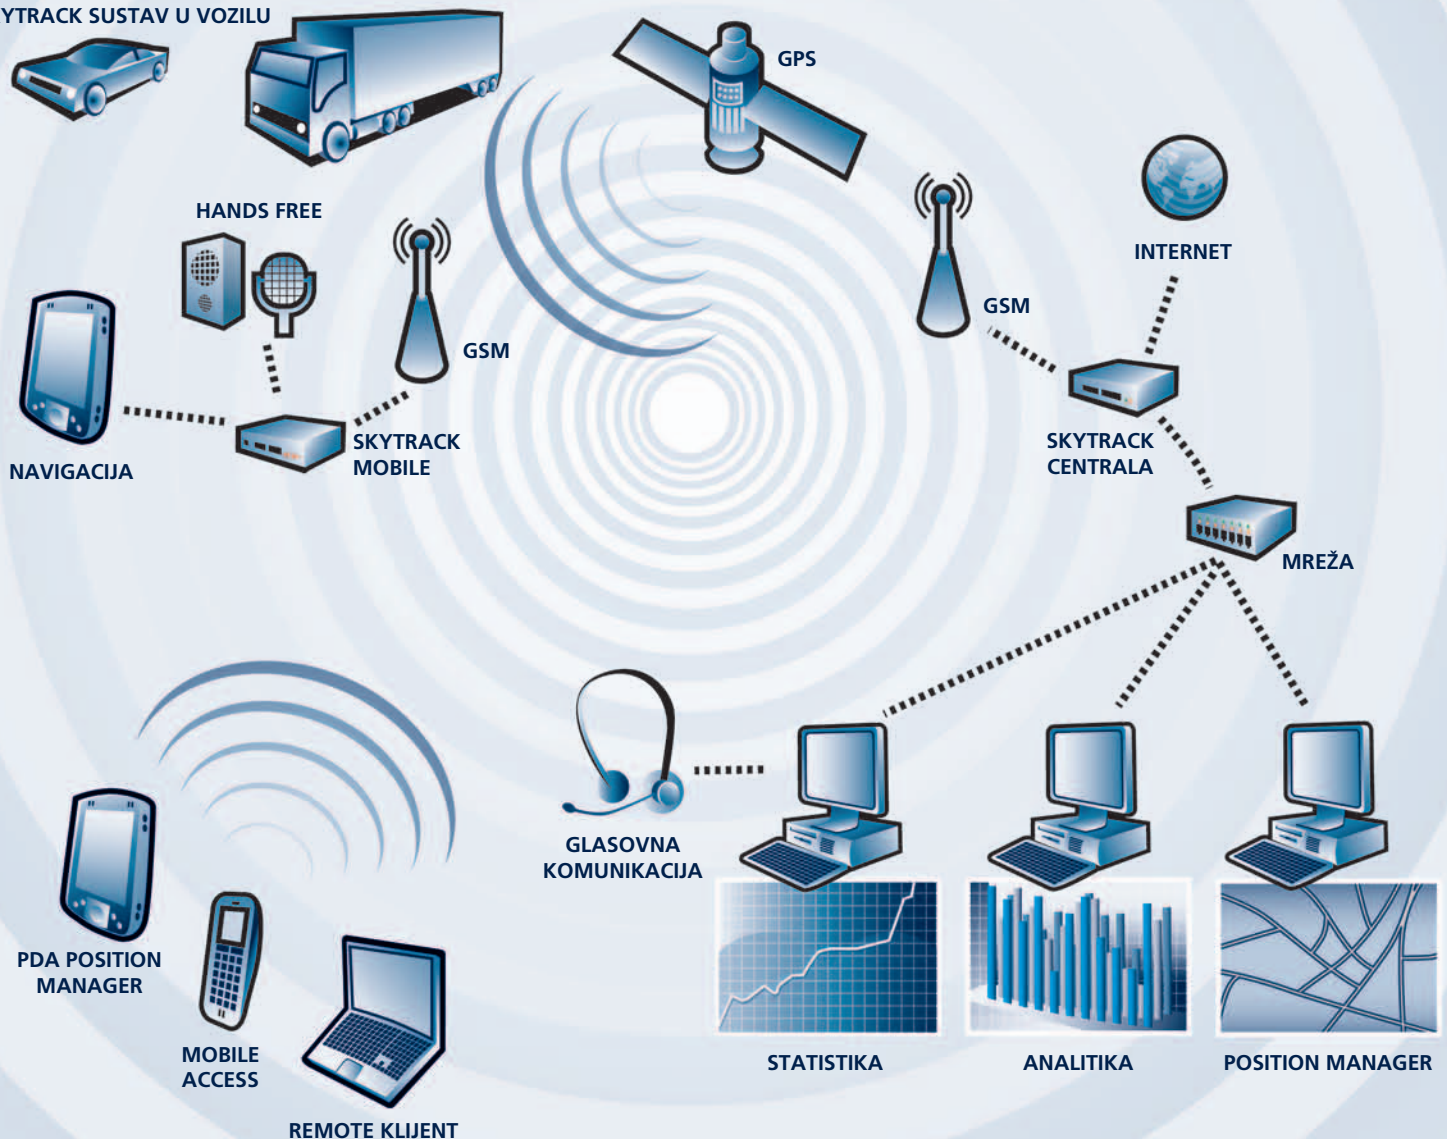 YTRACK SUSTAV U VOZILU
GPS
HANDS FREE
INTERNET
GSM
GSM
SKYTRACK
MOBILE
NAVIGACIJA
SKYTRACK
CENTRALA
MREŽA
GLASOVNA
KOMUNIKACIJA
PDA POSITION
MANAGER
MOBILE
ACCESS
REMOTE KLIJENT
STATISTIKA
ANALITIKA
POSITION MANAGER